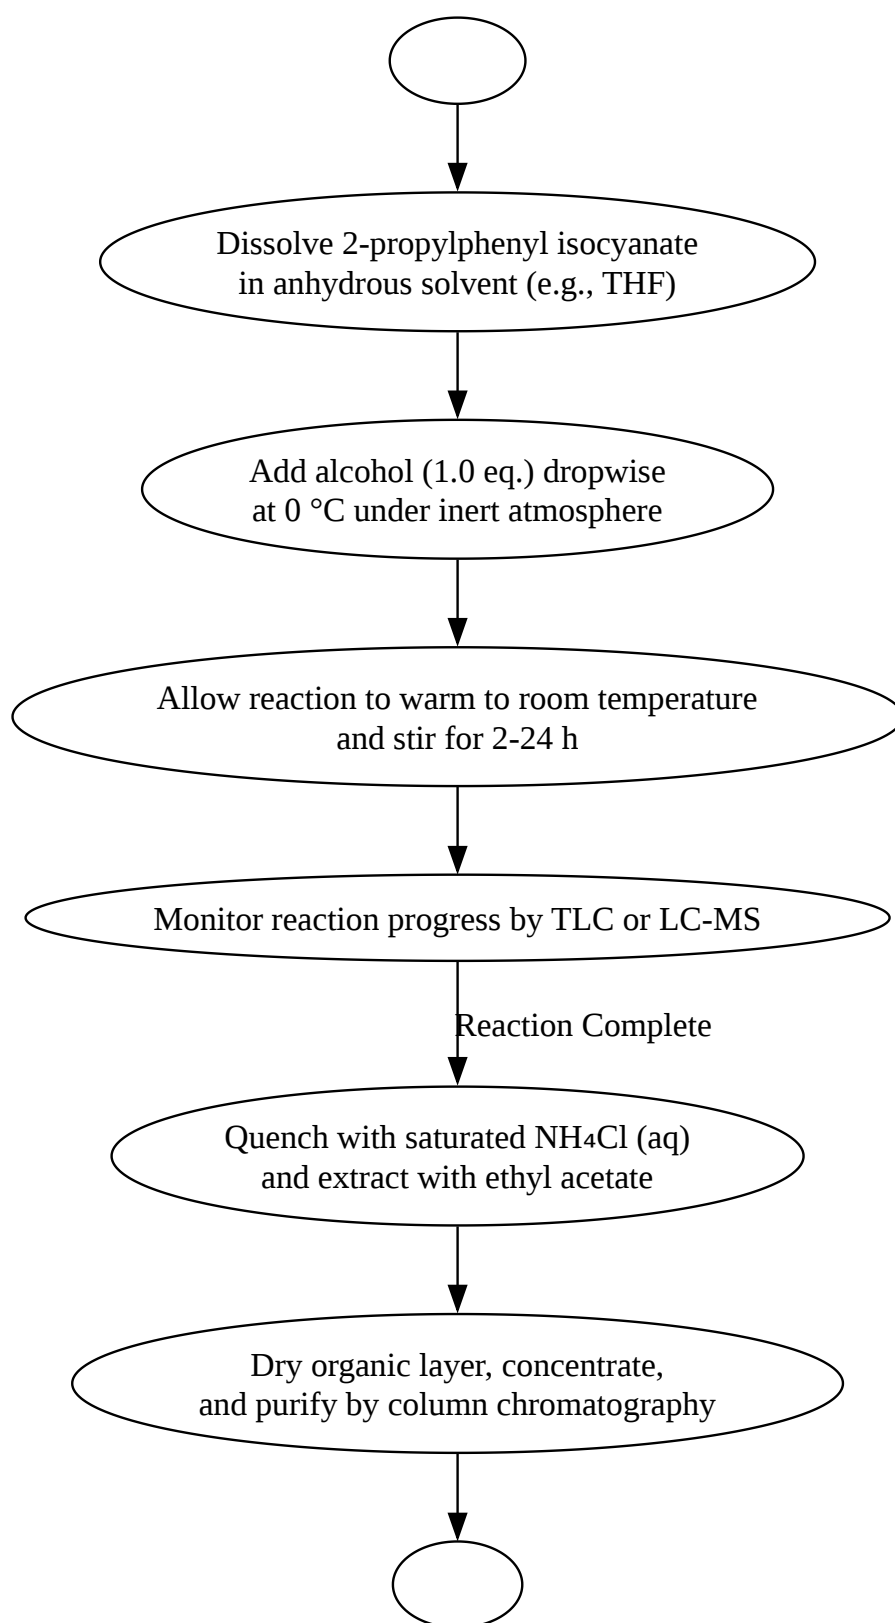 Dissolve 2-propylphenyl isocyanate
in anhydrous solvent (e.g., THF)
Add alcohol (1.0 eq.) dropwise
at 0 °C under inert atmosphere
Allow reaction to warm to room temperature
and stir for 2-24 h
Monitor reaction progress by TLC or LC-MS
Reaction Complete
Quench with saturated NH₄Cl (aq)
and extract with ethyl acetate
Dry organic layer, concentrate,
and purify by column chromatography